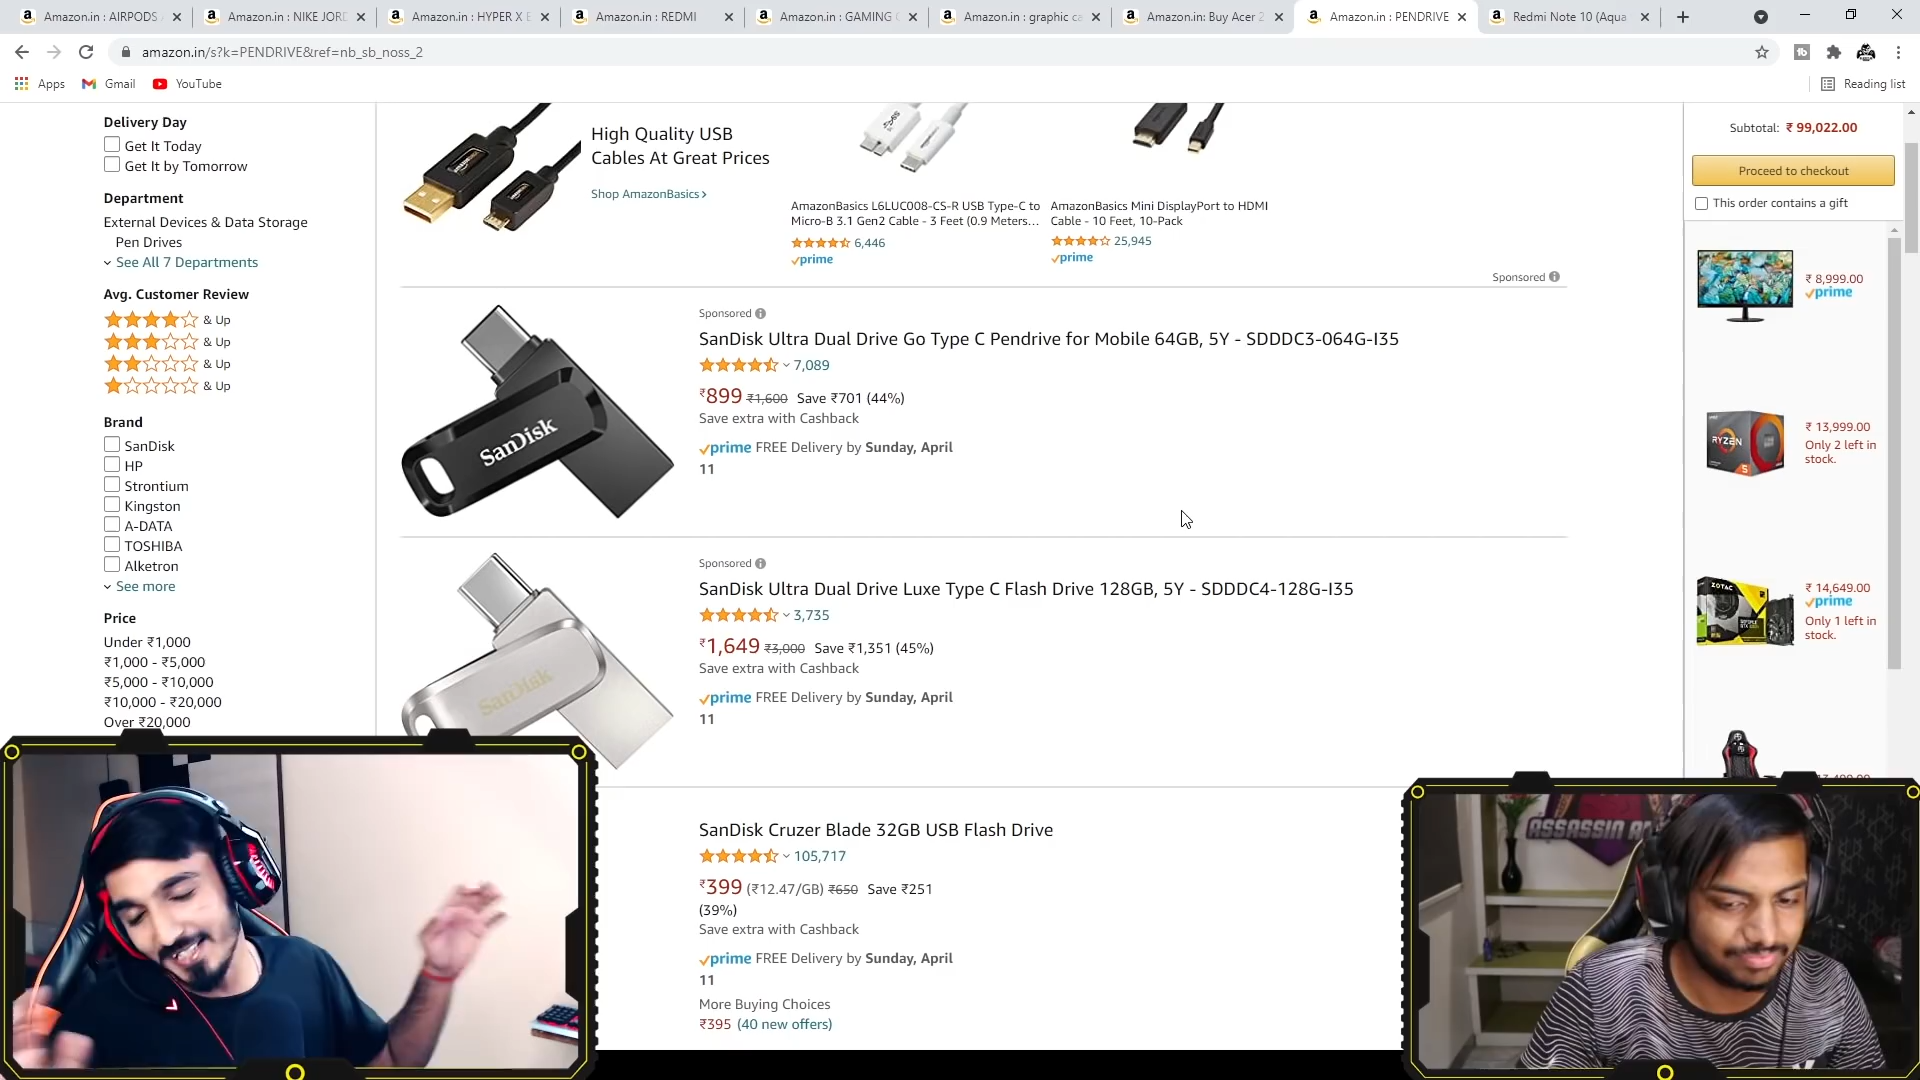 Amazon.in : AIRPODS
Amazon.in : NIKE JORD
Amazon.in : HYPER X E
Amazon.in : REDMI
Amazon.in : GAMING C
Amazon.in : graphic ca
Amazon.in: Buy Acer 2
Amazon.in : PENDRIVE
Redmi Note 10 (Aqua
amazon.in/s?k=PENDRIVE&ref=nb_sb_noss_2
Apps
Gmail
YouTube
Reading list
Delivery Day
Get It Today
Get It by Tomorrow
Department
External Devices & Data Storage
Pen Drives
See All 7 Departments
Avg. Customer Review
& Up
& Up
& Up
& Up
Brand
SanDisk
HP
Strontium
Kingston
A-DATA
TOSHIBA
Alketron
See more
Price
Under ₹1,000
₹1,000 - ₹5,000
₹5,000 - ₹10,000
₹10,000 - ₹20,000
Over ₹20,000
High Quality USB
Cables At Great Prices
Shop AmazonBasics ›
AmazonBasics L6LUC008-CS-R USB Type-C to
Micro-B 3.1 Gen2 Cable - 3 Feet (0.9 Meters...
6,446
prime
AmazonBasics Mini DisplayPort to HDMI
Cable - 10 Feet, 10-Pack
25,945
prime
Sponsored
Sponsored
SanDisk Ultra Dual Drive Go Type C Pendrive for Mobile 64GB, 5Y - SDDDC3-064G-I35
7,089
₹899 ₹1,600 Save ₹701 (44%)
Save extra with Cashback
prime FREE Delivery by Sunday, April
11
SanDisk
Sponsored
SanDisk Ultra Dual Drive Luxe Type C Flash Drive 128GB, 5Y - SDDDC4-128G-I35
3,735
₹1,649 ₹3,000 Save ₹1,351 (45%)
Save extra with Cashback
prime FREE Delivery by Sunday, April
11
SanDisk
SanDisk Cruzer Blade 32GB USB Flash Drive
105,717
₹399 (₹12.47/GB) ₹650 Save ₹251
(39%)
Save extra with Cashback
prime FREE Delivery by Sunday, April
11
More Buying Choices
₹395 (40 new offers)
Subtotal: ₹ 99,022.00
Proceed to checkout
This order contains a gift
₹ 8,999.00
prime
RYZEN
5
₹ 13,999.00
Only 2 left in
stock.
ZOTAC
₹ 14,649.00
prime
Only 1 left in
stock.
ASSASSIN